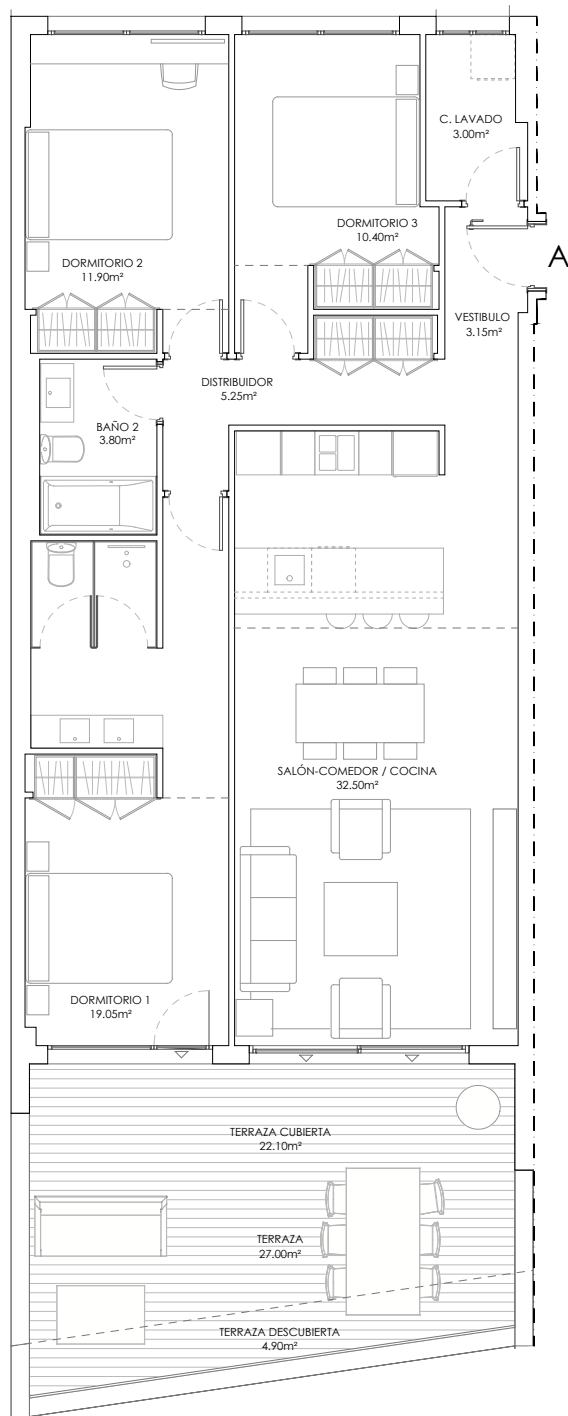 C. LAVADO
3.00m²
DORMITORIO 3
10.40m²
A
DORMITORIO 2
11.90m²
VESTIBULO
3.15m²
DISTRIBUIDOR
5.25m²
BAÑO 2
3.80m²
SALÓN-COMEDOR / COCINA
32.50m²
DORMITORIO 1
19.05m²
TERRAZA CUBIERTA
22.10m²
TERRAZA
27.00m²
TERRAZA DESCUBIERTA
4.90m²